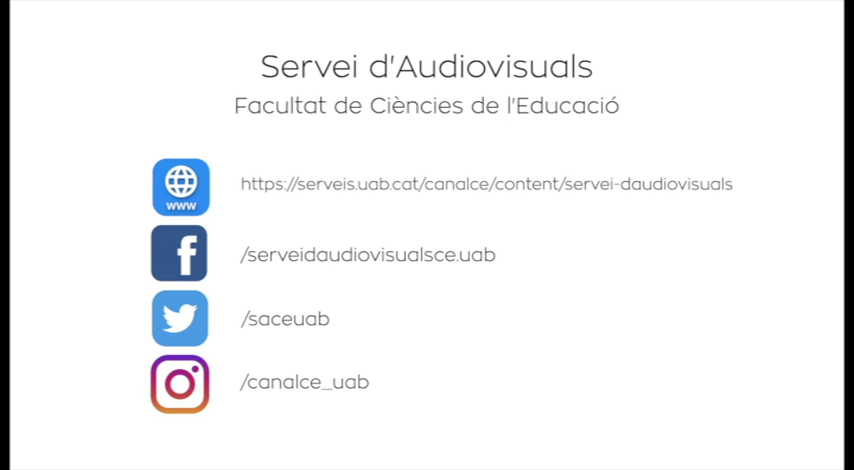 Servei d'Audiovisuals
Facultat de Ciències de l'Educació
https://serveis.uab.cat/canalce/content/servei-daudiovisuals
www
/serveidaudiovisualsce.uab
/saceuab
/canalce_uab